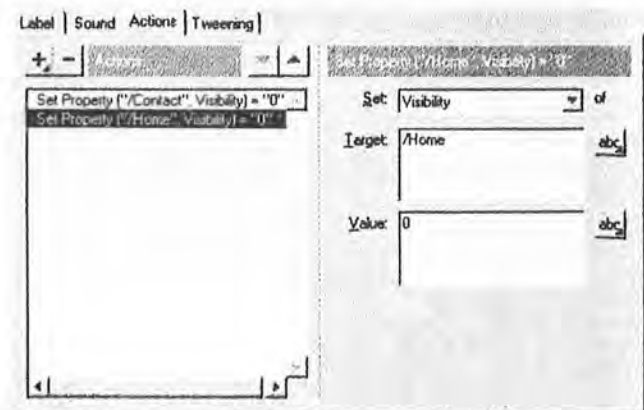 Label Sound Actions Tweening
+ - Actions
Set Property ("/Contact", Visibility) = "0"
Set Property ("/Home", Visibility) = "0"
Set Property ("/Home", Visibility) = "0"
Set: Visibility of
Target: /Home abc
Value: 0 abc